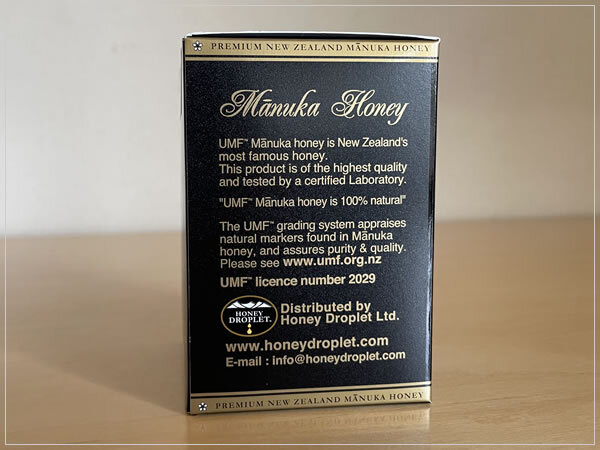 PREMIUM NEW ZEALAND MĀNUKA HONEY
Mānuka Honey
UMF™ Mānuka honey is New Zealand's
most famous honey.
This product is of the highest quality
and tested by a certified Laboratory.
"UMF™ Mānuka honey is 100% natural"
The UMF™ grading system appraises
natural markers found in Mānuka
honey, and assures purity & quality.
Please see www.umf.org.nz
UMF™ licence number 2029
HONEY
DROPLET.
Distributed by
Honey Droplet Ltd.
www.honeydroplet.com
E-mail : info@honeydroplet.com
PREMIUM NEW ZEALAND MĀNUKA HONEY